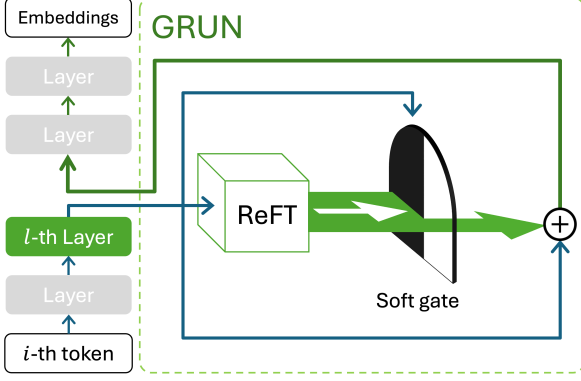 Embeddings
GRUN
Layer
Layer
ReFT
l-th Layer
+
Layer
Soft gate
i-th token